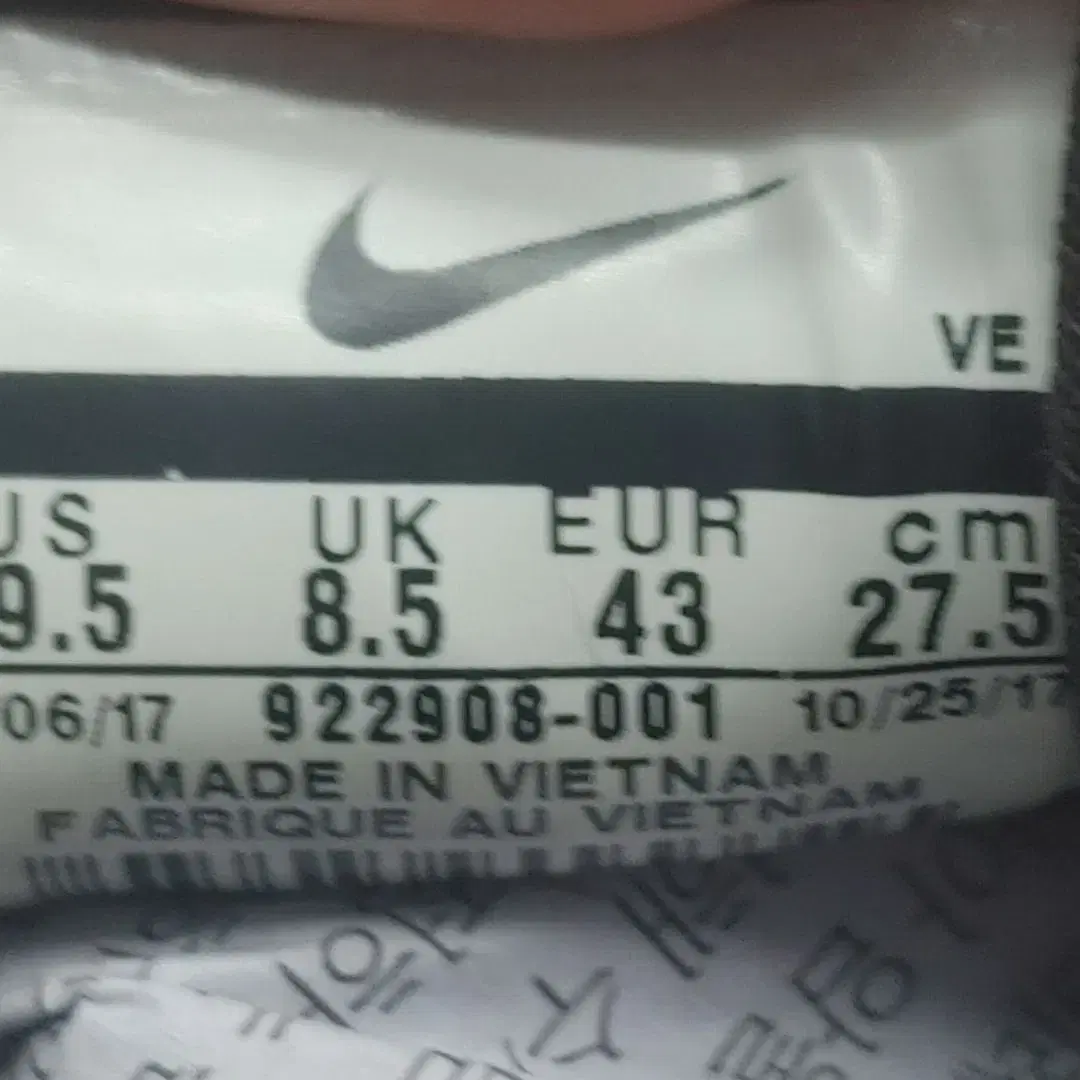 VE
US UK EUR cm
9.5 8.5 43 27.5
06/17 922908-001 10/25/17
MADE IN VIETNAM
FABRIQUE AU VIETNAM